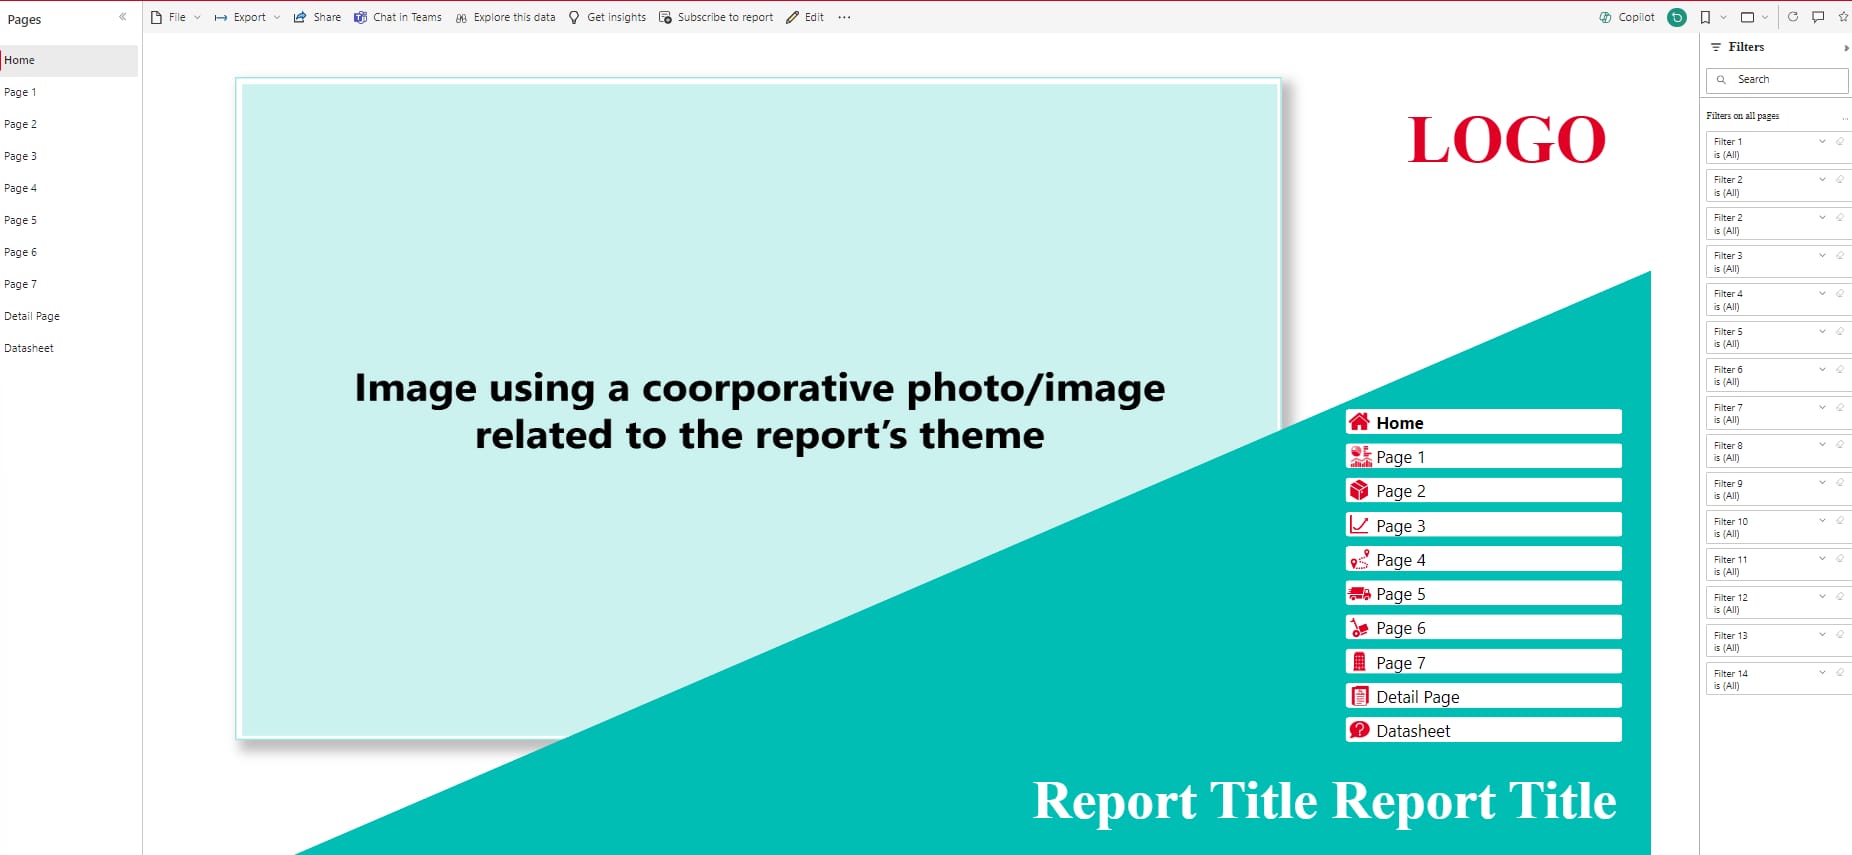 Pages
Home
Page 1
Page 2
Page 3
Page 4
Page 5
Page 6
Page 7
Detail Page
Datasheet
File Export Share Chat in Teams Explore this data Get insights Subscribe to report Edit
Copilot
LOGO
Image using a coorporative photo/image
related to the report’s theme
Home
Page 1
Page 2
Page 3
Page 4
Page 5
Page 6
Page 7
Detail Page
Datasheet
Report Title Report Title
Filters
Search
Filters on all pages
Filter 1
is (All)
Filter 2
is (All)
Filter 2
is (All)
Filter 3
is (All)
Filter 4
is (All)
Filter 5
is (All)
Filter 6
is (All)
Filter 7
is (All)
Filter 8
is (All)
Filter 9
is (All)
Filter 10
is (All)
Filter 11
is (All)
Filter 12
is (All)
Filter 13
is (All)
Filter 14
is (All)